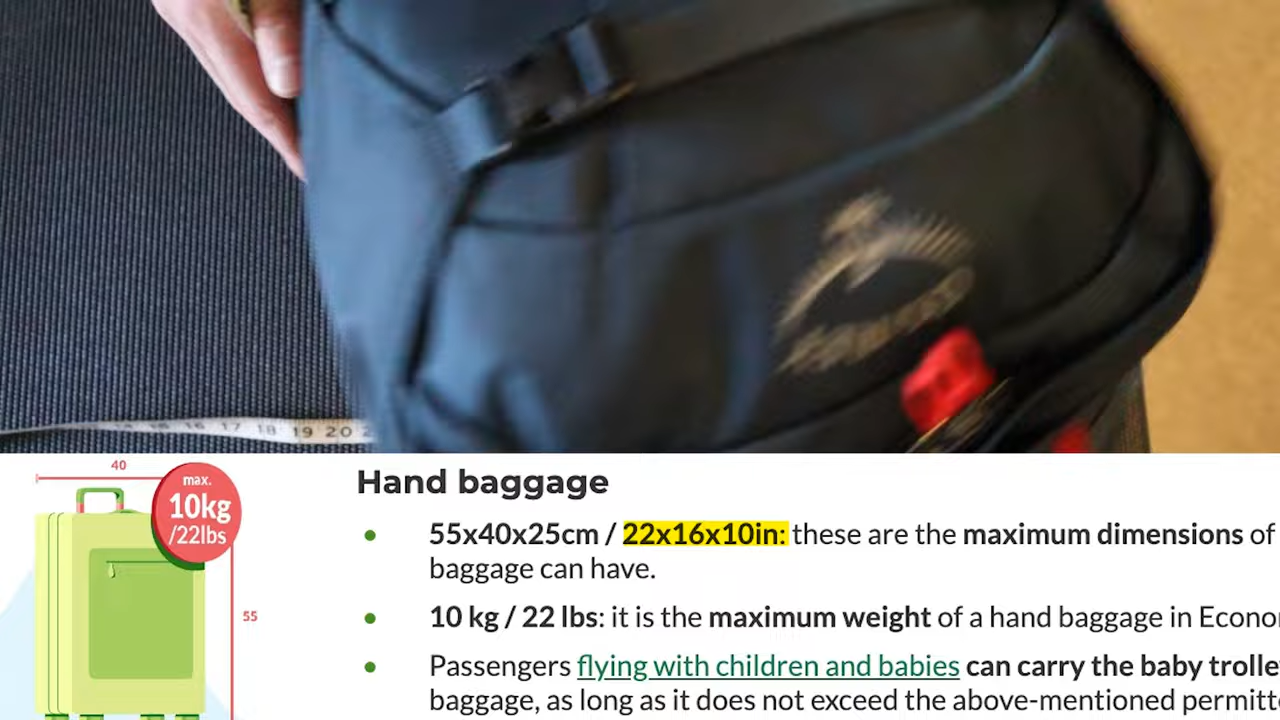 16 17 18 19 20
40
max.
10kg
/22lbs
55
Hand baggage
55x40x25cm / 22x16x10in: these are the maximum dimensions of
baggage can have.
10 kg / 22 lbs: it is the maximum weight of a hand baggage in Econo
Passengers flying with children and babies can carry the baby trolle
baggage, as long as it does not exceed the above-mentioned permitt